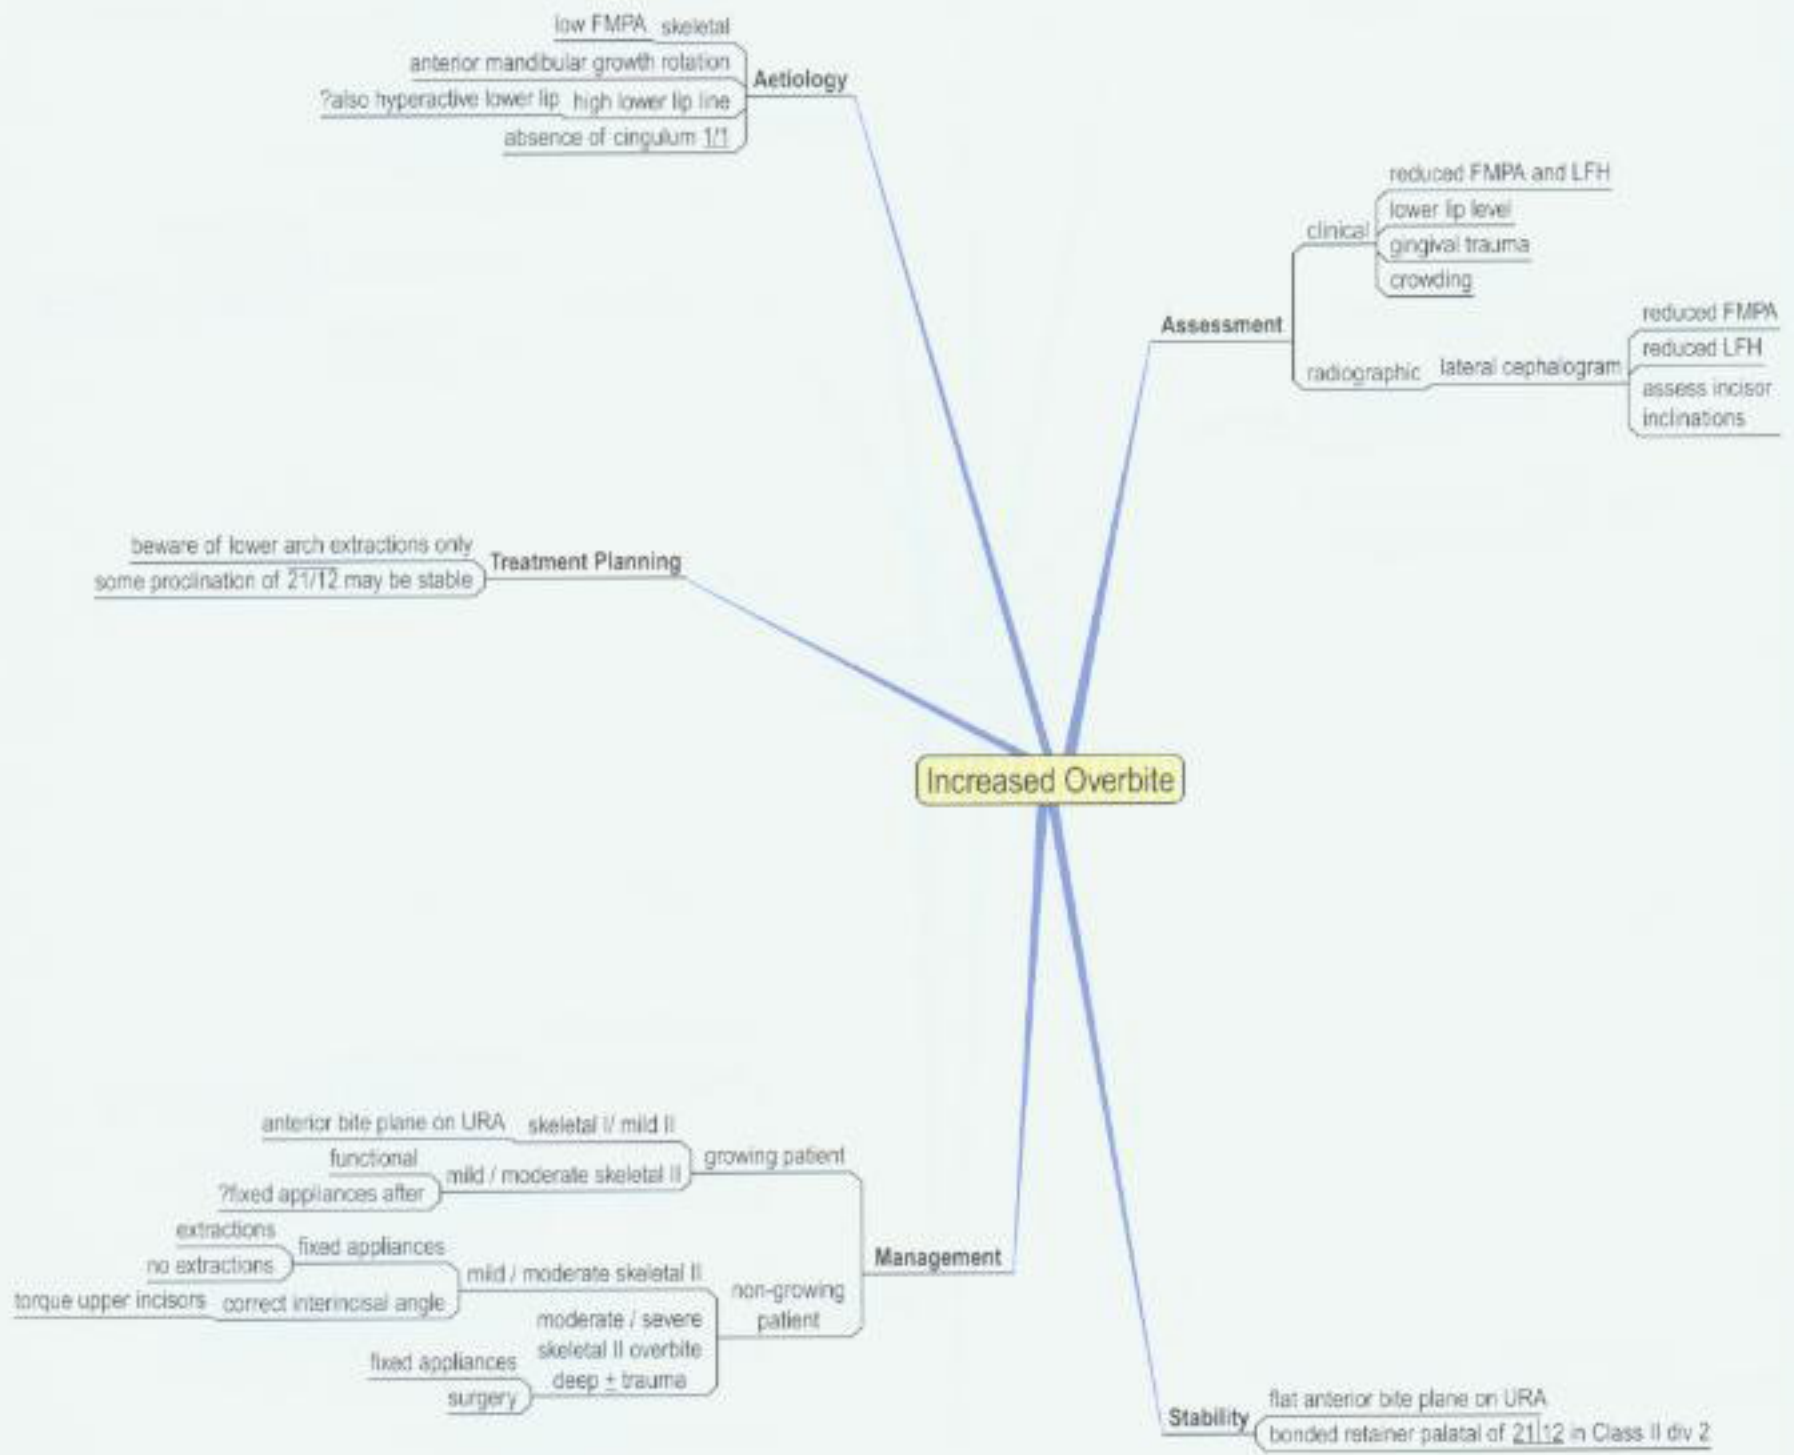 low FMPA skeletal
anterior mandibular growth rotation
?also hyperactive lower lip high lower lip line
absence of cingulum 1/1
Aetiology
reduced FMPA and LFH
lower lip level
clinical
gingival trauma
crowding
Assessment
reduced FMPA
reduced LFH
radiographic lateral cephalogram
assess incisor
inclinations
beware of lower arch extractions only
some proclination of 21/12 may be stable
Treatment Planning
Increased Overbite
anterior bite plane on URA skeletal I/ mild II
functional
?fixed appliances after
mild / moderate skeletal II
growing patient
extractions
no extractions
fixed appliances
torque upper incisors correct interincisal angle
mild / moderate skeletal II
non-growing
patient
moderate / severe
skeletal II overbite
deep ± trauma
fixed appliances
surgery
Management
Stability
flat anterior bite plane on URA
bonded retainer palatal of 21|12 in Class II div 2